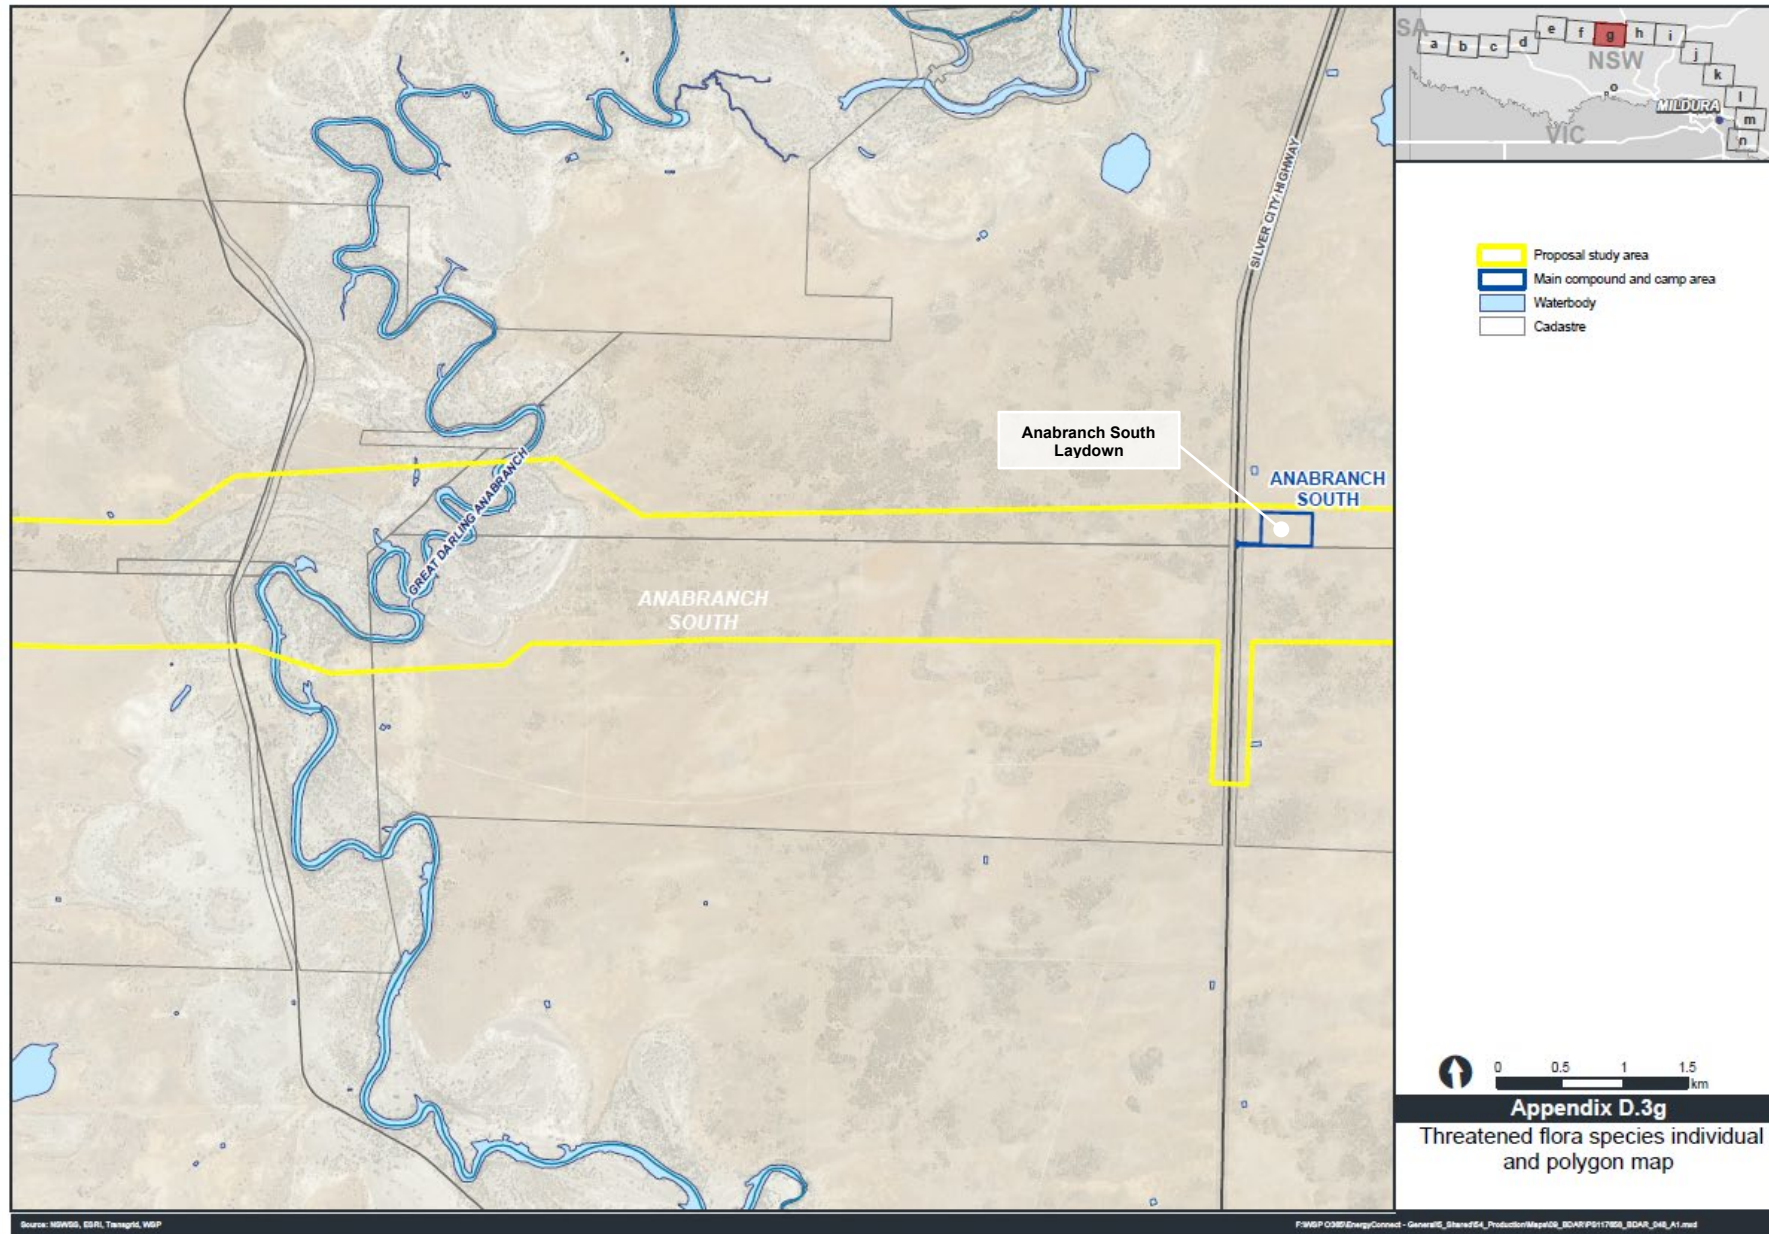 SA
a
b
c
d
e
f
g
h
i
j
k
l
m
n
o
NSW
MILDURA
VIC
SILVER CITY HIGHWAY
Proposal study area
Main compound and camp area
Waterbody
Cadastre
Anabranch South
Laydown
ANABRANCH
SOUTH
GREAT DARLING ANABRANCH
ANABRANCH
SOUTH
0 0.5 1 1.5
km
Appendix D.3g
Threatened flora species individual
and polygon map
Source: NSWSS, ESRI, Transgrid, WSP